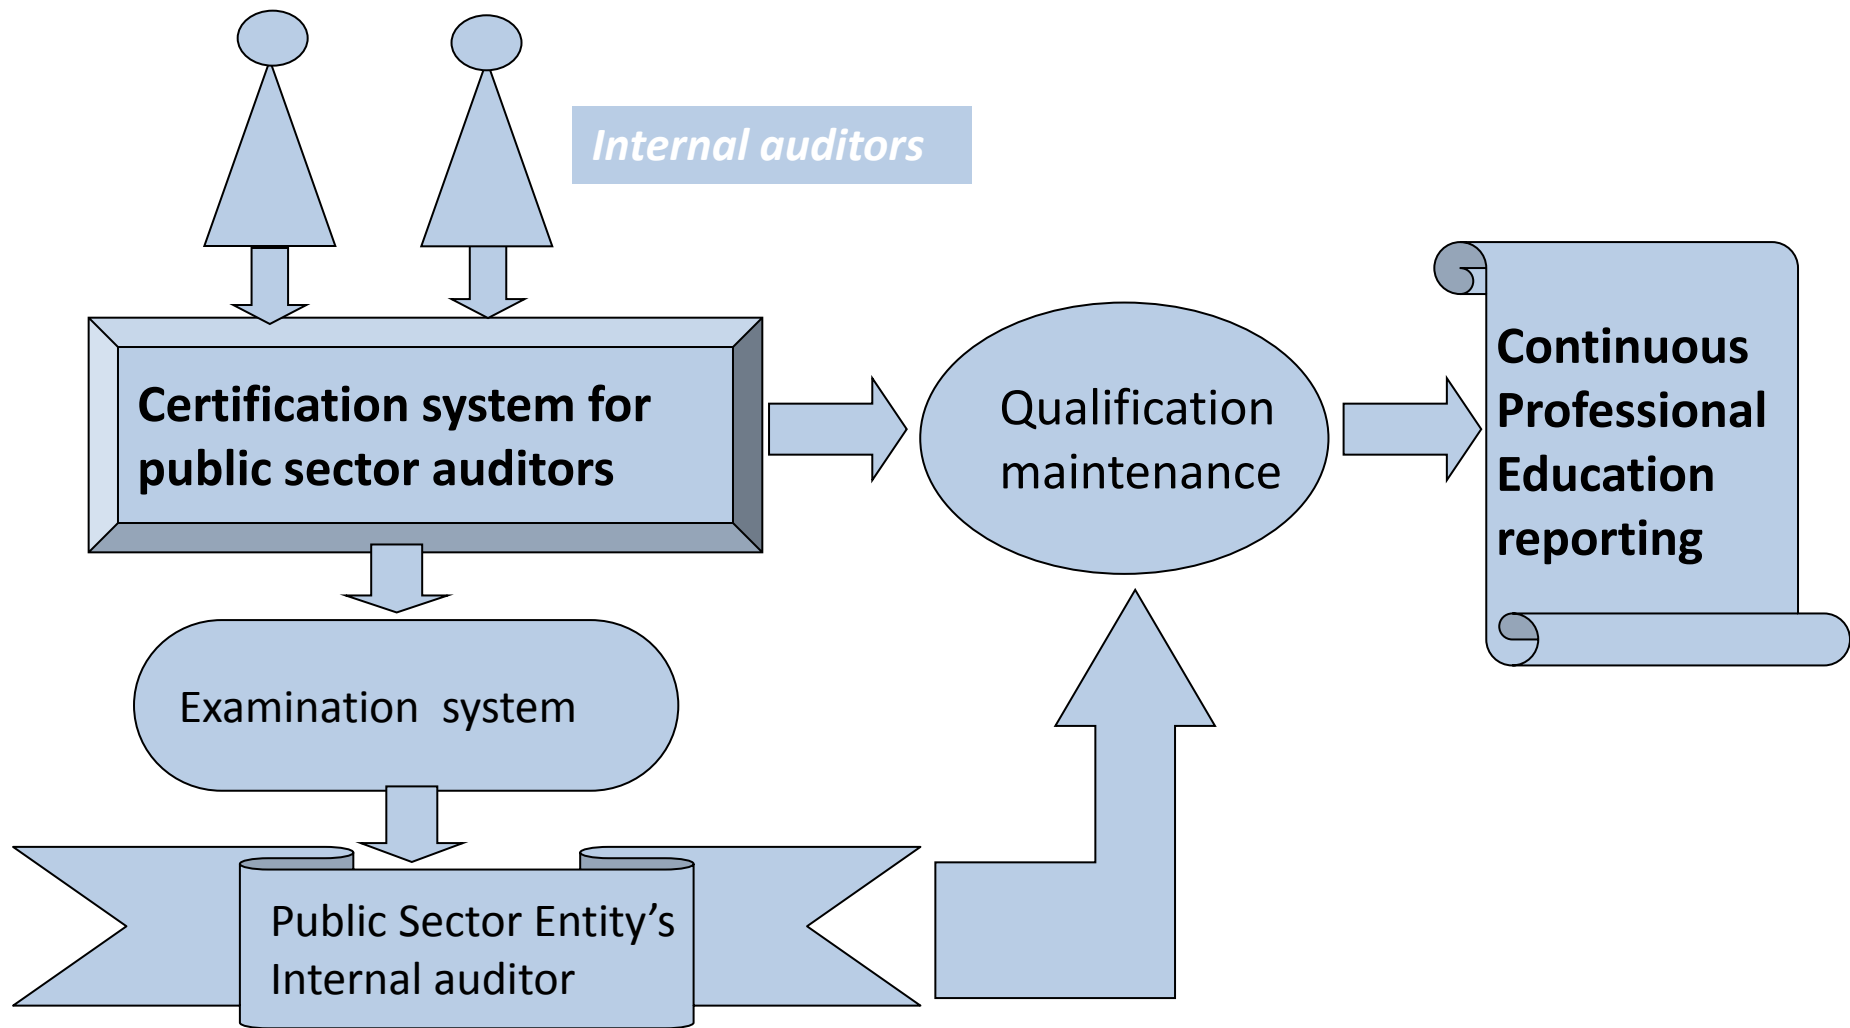 Internal auditors
Certification system for
public sector auditors
Qualification
maintenance
Continuous
Professional
Education
reporting
Examination  system
Public Sector Entity’s
Internal auditor